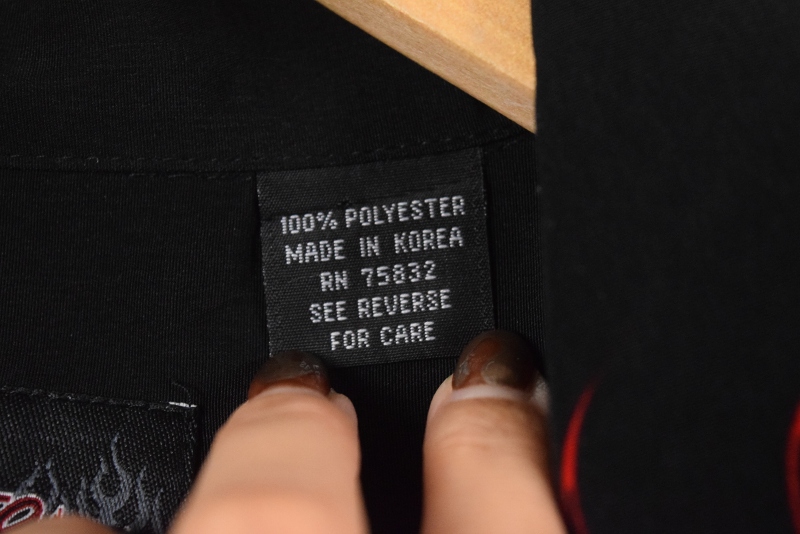 100% POLYESTER
MADE IN KOREA
RN 75832
SEE REVERSE
FOR CARE